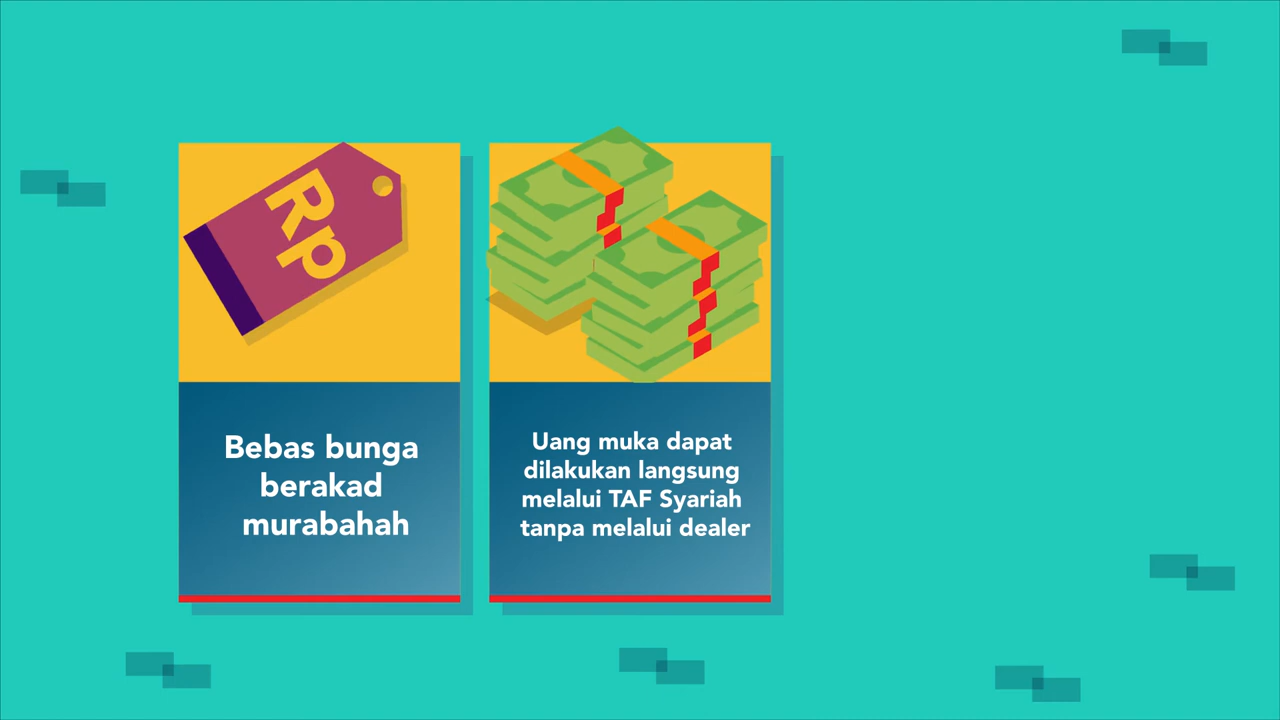 Rp
Bebas bunga
berakad
murabahah
Uang muka dapat
dilakukan langsung
melalui TAF Syariah
tanpa melalui dealer